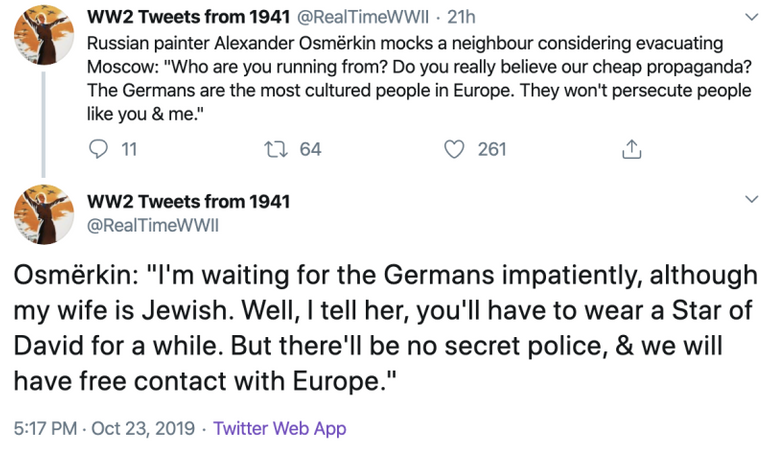 WW2 Tweets from 1941 @RealTimeWWII · 21h
Russian painter Alexander Osmërkin mocks a neighbour considering evacuating
Moscow: "Who are you running from? Do you really believe our cheap propaganda?
The Germans are the most cultured people in Europe. They won't persecute people
like you & me."
11 64 261
WW2 Tweets from 1941
@RealTimeWWII
Osmërkin: "I'm waiting for the Germans impatiently, although
my wife is Jewish. Well, I tell her, you'll have to wear a Star of
David for a while. But there'll be no secret police, & we will
have free contact with Europe."
5:17 PM · Oct 23, 2019 · Twitter Web App